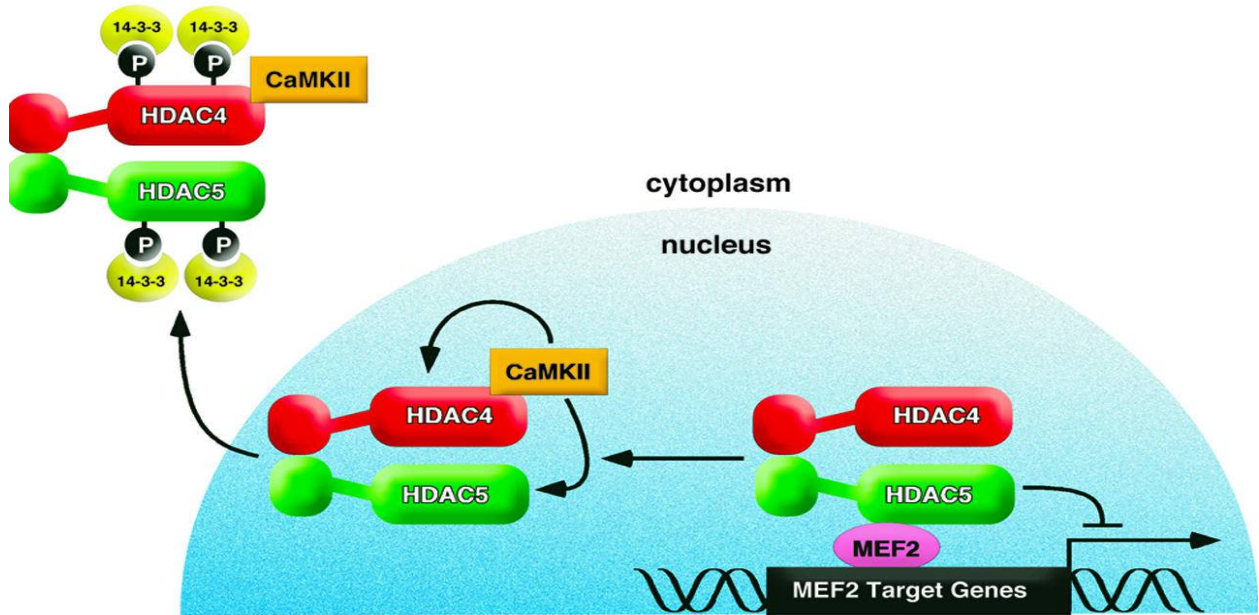 14-3-3
14-3-3
P
P
CaMKII
HDAC4
HDAC5
P
P
14-3-3
14-3-3
cytoplasm
nucleus
CaMKII
HDAC4
HDAC5
HDAC4
HDAC5
MEF2
MEF2 Target Genes